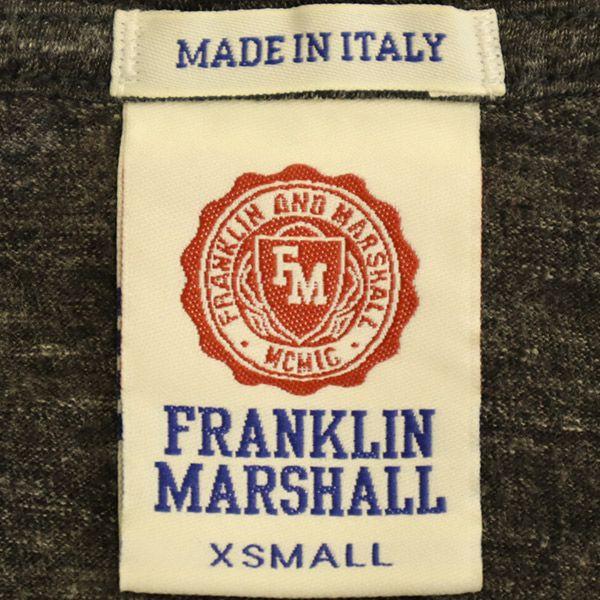 MADE IN ITALY
FRANKLIN AND MARSHALL
FM
MCMIC
FRANKLIN
MARSHALL
XSMALL